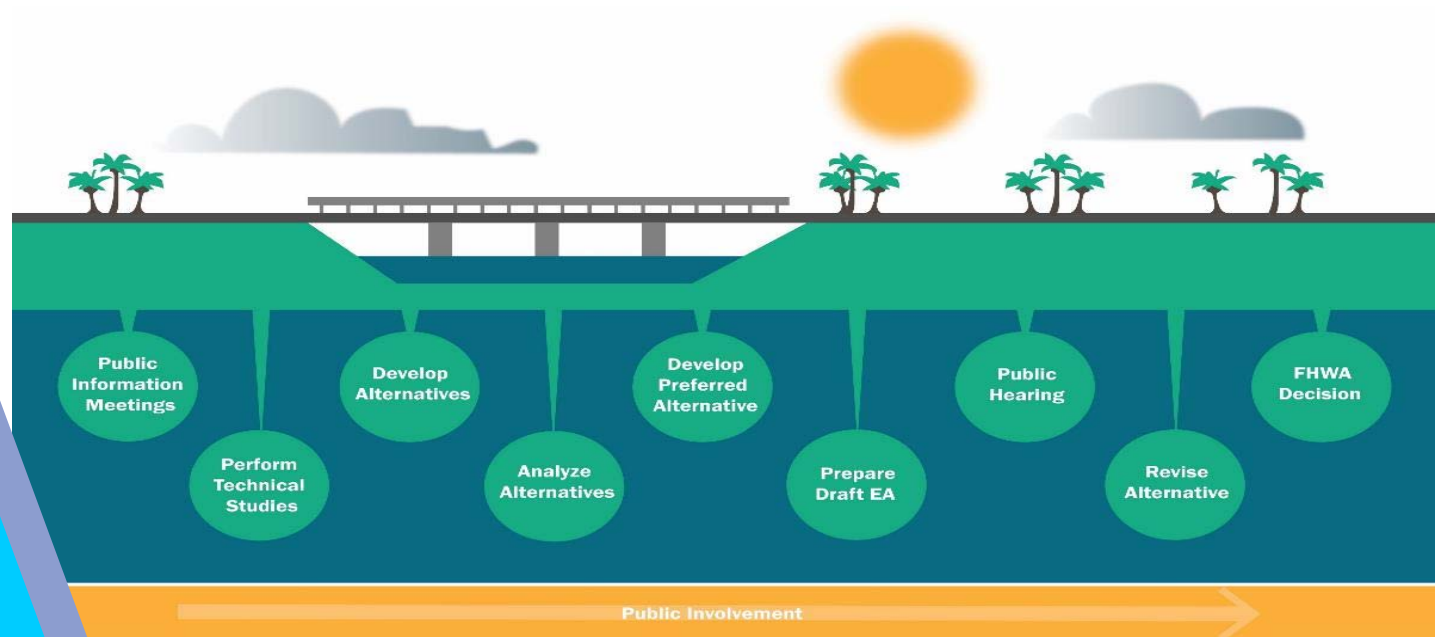 Public
Information
Meetings
Perform
Technical
Studies
Develop
Alternatives
Analyze
Alternatives
Develop
Preferred
Alternative
Prepare
Draft EA
Public
Hearing
Revise
Alternative
FHWA
Decision
Public Involvement